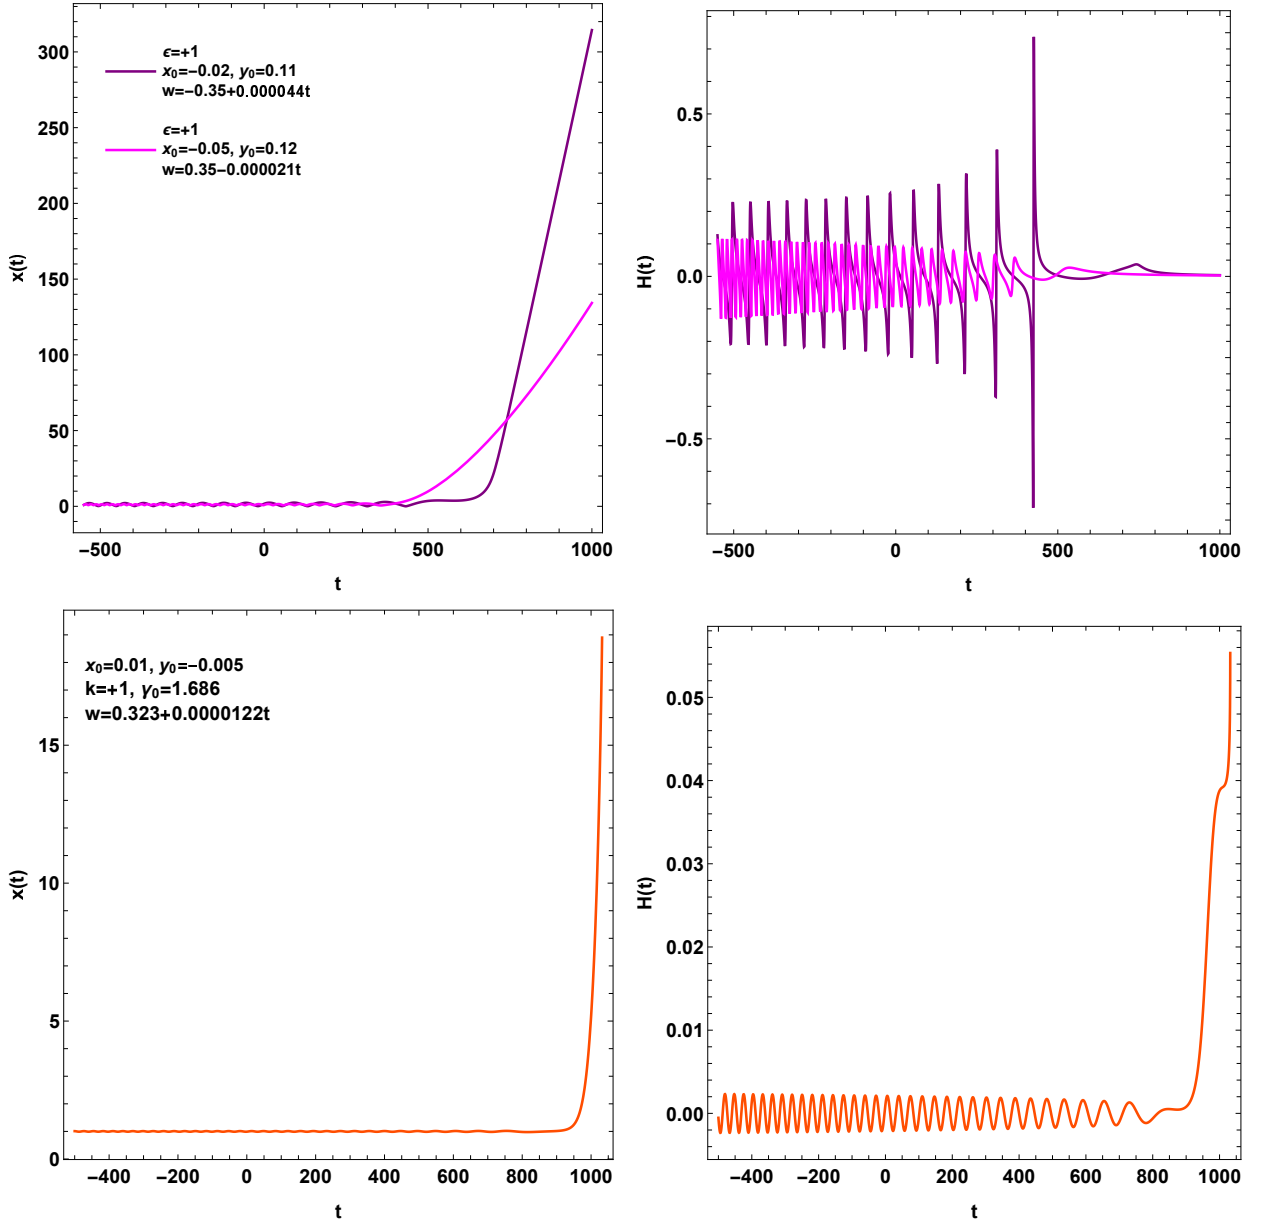 300
250
200
150
100
50
0
x(t)
ϵ=+1
x₀=-0.02, y₀=0.11
w=-0.35+0.000044t
ϵ=+1
x₀=-0.05, y₀=0.12
w=0.35-0.000021t
-500 0 500 1000
t
0.5
0.0
-0.5
H(t)
-500 0 500 1000
t
15
10
5
0
x(t)
x₀=0.01, y₀=-0.005
k=+1, γ₀=1.686
w=0.323+0.0000122t
-400 -200 0 200 400 600 800 1000
t
0.05
0.04
0.03
0.02
0.01
0.00
H(t)
-400 -200 0 200 400 600 800 1000
t